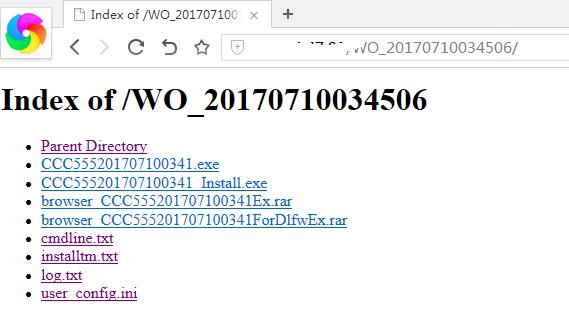 Index of /WO_2017071003
WO_20170710034506/
Index of /WO_20170710034506
Parent Directory
CCC555201707100341.exe
CCC555201707100341_Install.exe
browser_CCC555201707100341Ex.rar
browser_CCC555201707100341ForDlfwEx.rar
cmdline.txt
installtm.txt
log.txt
user_config.ini